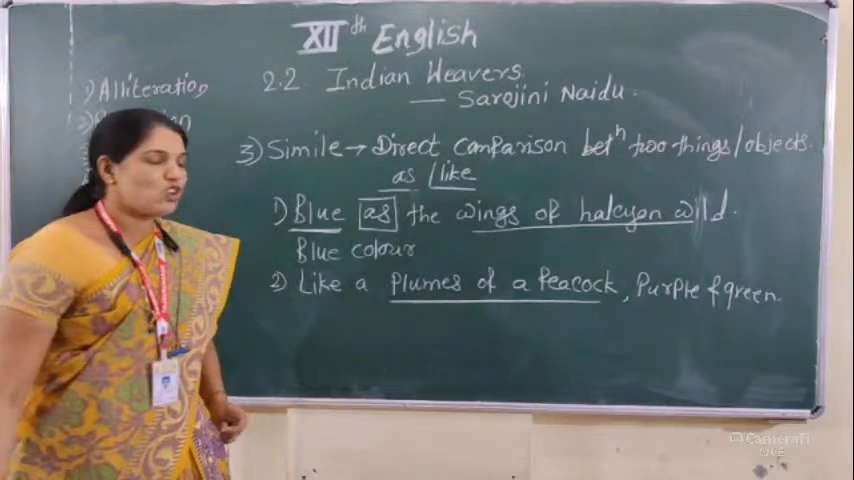 XIIth English
2.2 Indian Weavers
— Sarojini Naidu.
1) Alliteration
2)
3) Simile → Direct comparison betn two things/objects.
as/like
1) Blue as the wings of halcyon wild.
Blue colour
2) Like a Plumes of a Peacock, Purple & green.
CameraFi
LIVE